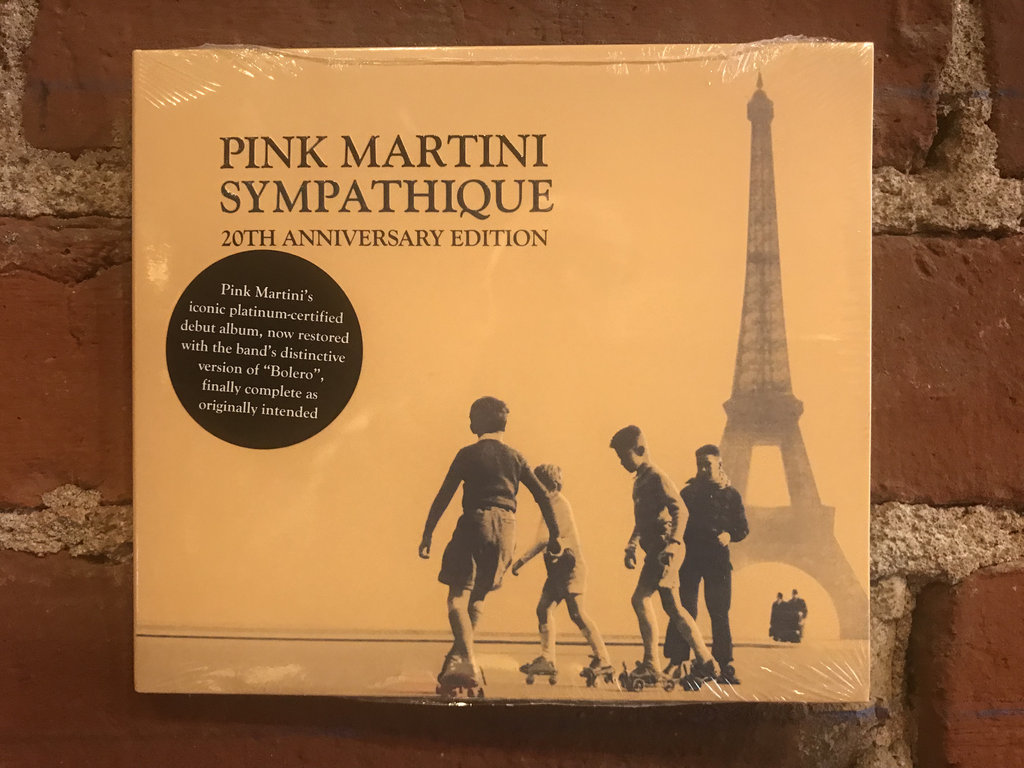 PINK MARTINI
SYMPATHIQUE
20TH ANNIVERSARY EDITION
Pink Martini's
iconic platinum-certified
debut album, now restored
with the band's distinctive
version of "Bolero",
finally complete as
originally intended